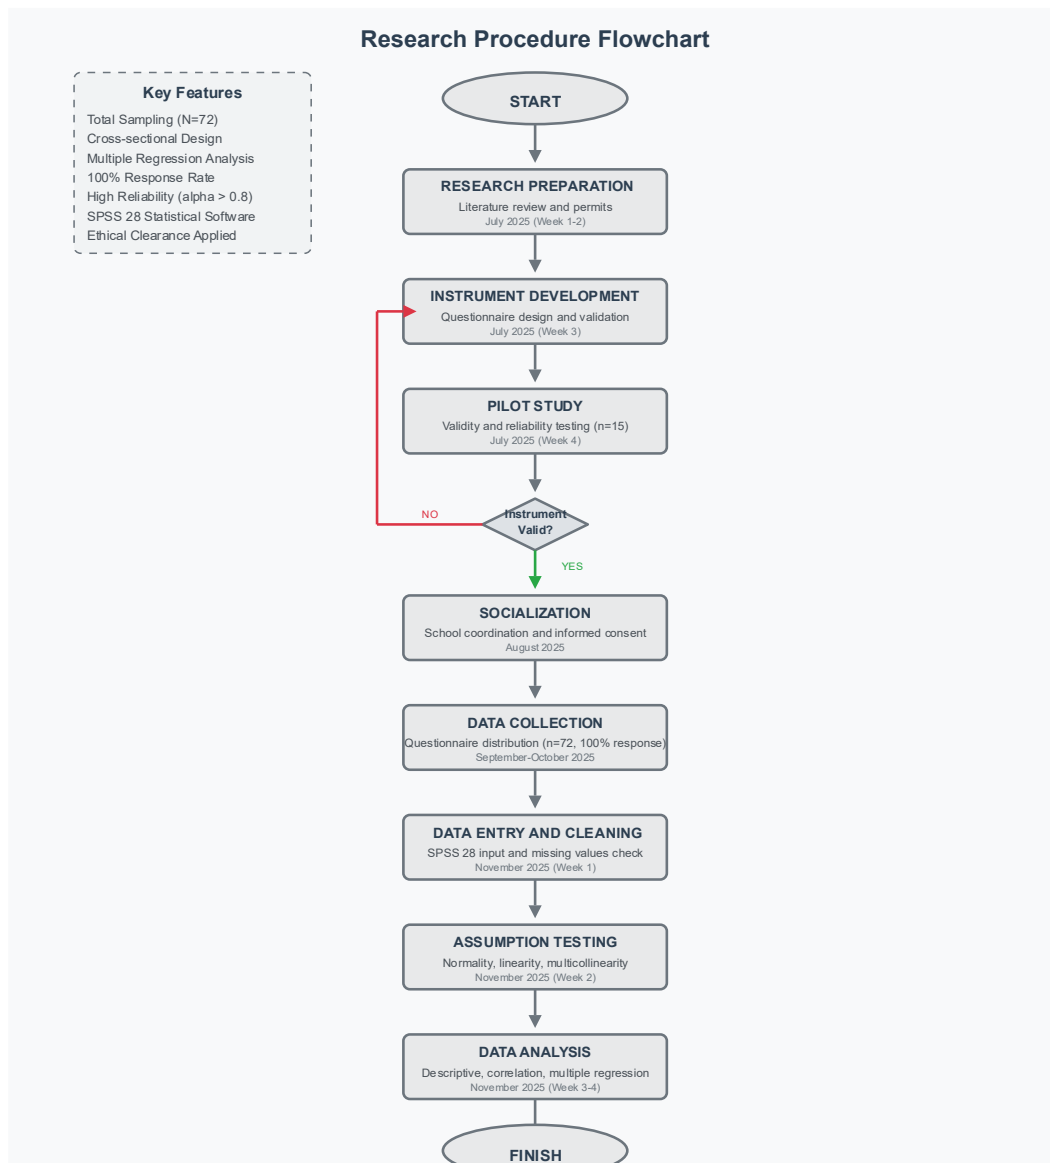 Research Procedure Flowchart
Key Features
Total Sampling (N=72)
Cross-sectional Design
Multiple Regression Analysis
100% Response Rate
High Reliability (alpha > 0.8)
SPSS 28 Statistical Software
Ethical Clearance Applied
START
RESEARCH PREPARATION
Literature review and permits
July 2025 (Week 1-2)
INSTRUMENT DEVELOPMENT
Questionnaire design and validation
July 2025 (Week 3)
PILOT STUDY
Validity and reliability testing (n=15)
July 2025 (Week 4)
Instrument
Valid?
NO
YES
SOCIALIZATION
School coordination and informed consent
August 2025
DATA COLLECTION
Questionnaire distribution (n=72, 100% response)
September-October 2025
DATA ENTRY AND CLEANING
SPSS 28 input and missing values check
November 2025 (Week 1)
ASSUMPTION TESTING
Normality, linearity, multicollinearity
November 2025 (Week 2)
DATA ANALYSIS
Descriptive, correlation, multiple regression
November 2025 (Week 3-4)
FINISH